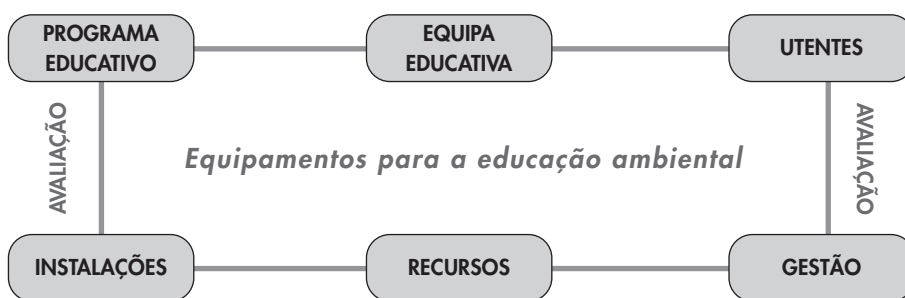 PROGRAMA
EDUCATIVO
EQUIPA
EDUCATIVA
UTENTES
AVALIAÇÃO
Equipamentos para a educação ambiental
AVALIAÇÃO
INSTALAÇÕES
RECURSOS
GESTÃO